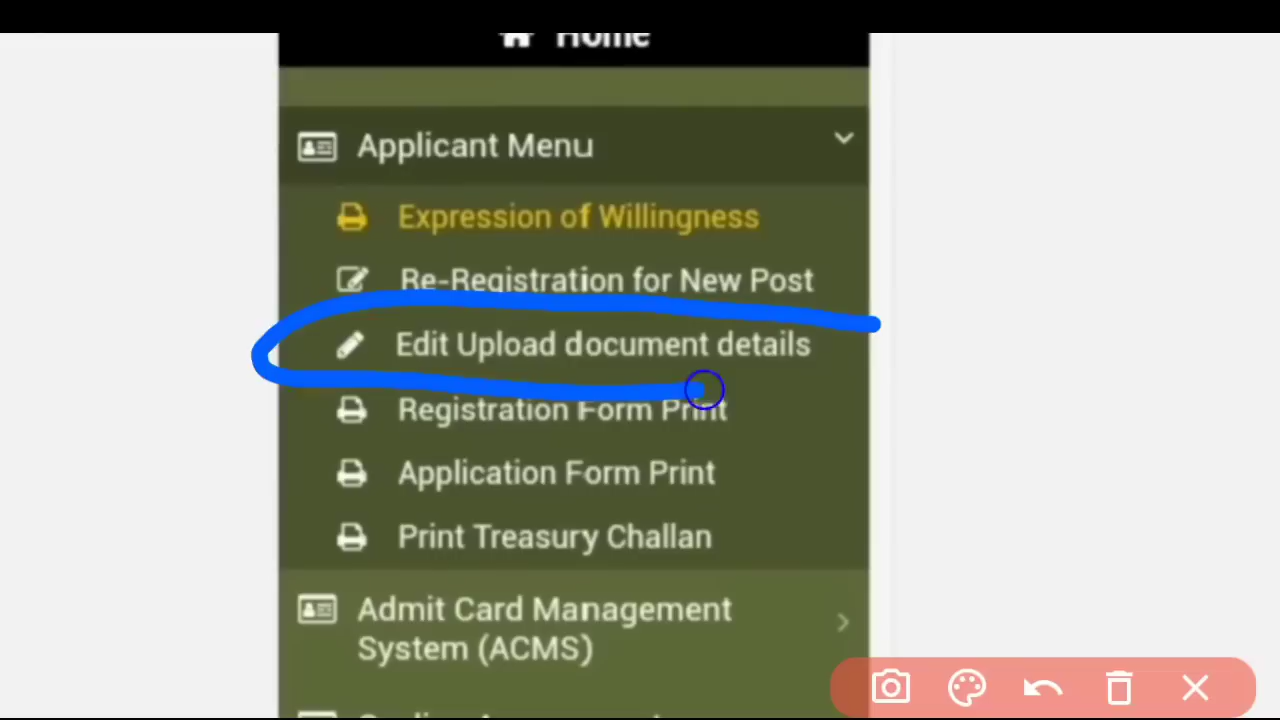 Home
Applicant Menu
Expression of Willingness
Re-Registration for New Post
Edit Upload document details
Registration Form Print
Application Form Print
Print Treasury Challan
Admit Card Management
System (ACMS)